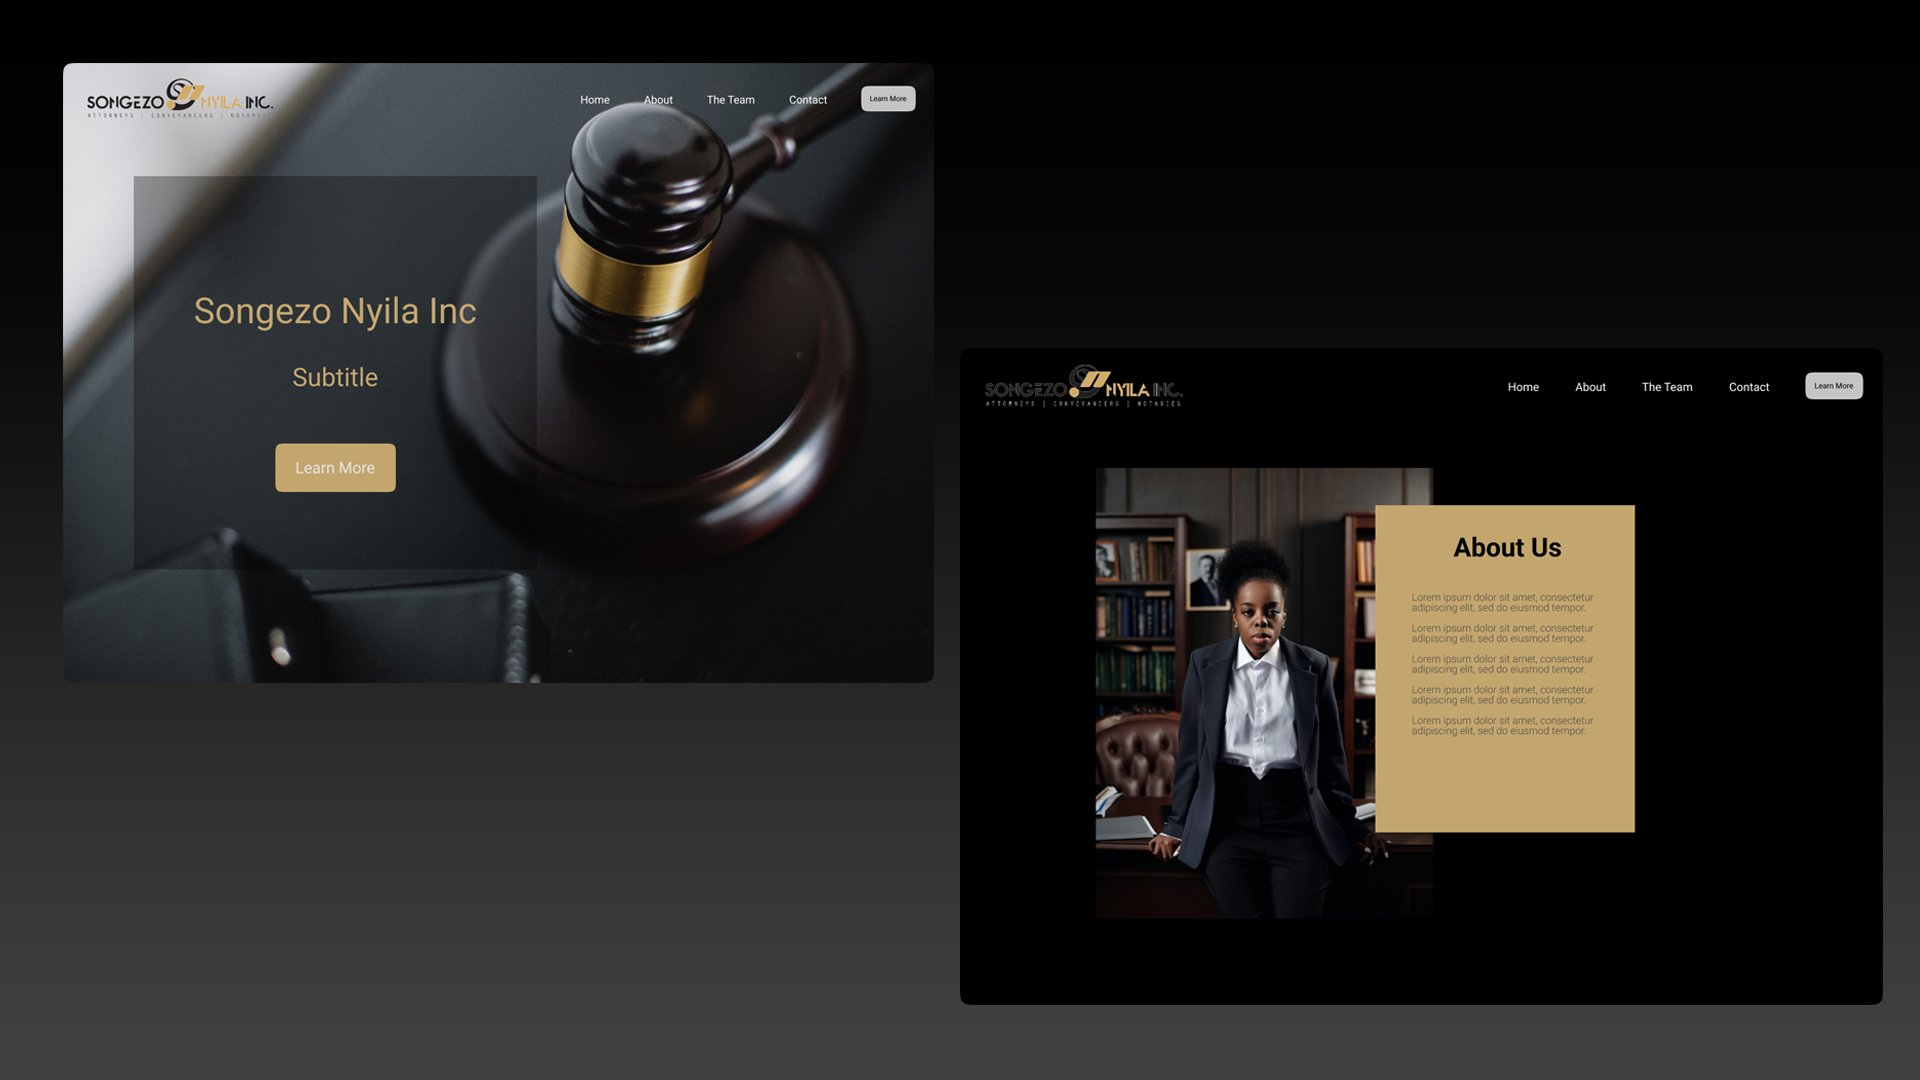 SONGEZO NYILA INC.
ATTORNEYS | CONVEYANCERS | NOTARIES
Home About The Team Contact Learn More
Songezo Nyila Inc
Subtitle
Learn More
SONGEZO NYILA INC.
ATTORNEYS | CONVEYANCERS | NOTARIES
Home About The Team Contact Learn More
About Us
Lorem ipsum dolor sit amet, consectetur
adipiscing elit, sed do eiusmod tempor.
Lorem ipsum dolor sit amet, consectetur
adipiscing elit, sed do eiusmod tempor.
Lorem ipsum dolor sit amet, consectetur
adipiscing elit, sed do eiusmod tempor.
Lorem ipsum dolor sit amet, consectetur
adipiscing elit, sed do eiusmod tempor.
Lorem ipsum dolor sit amet, consectetur
adipiscing elit, sed do eiusmod tempor.